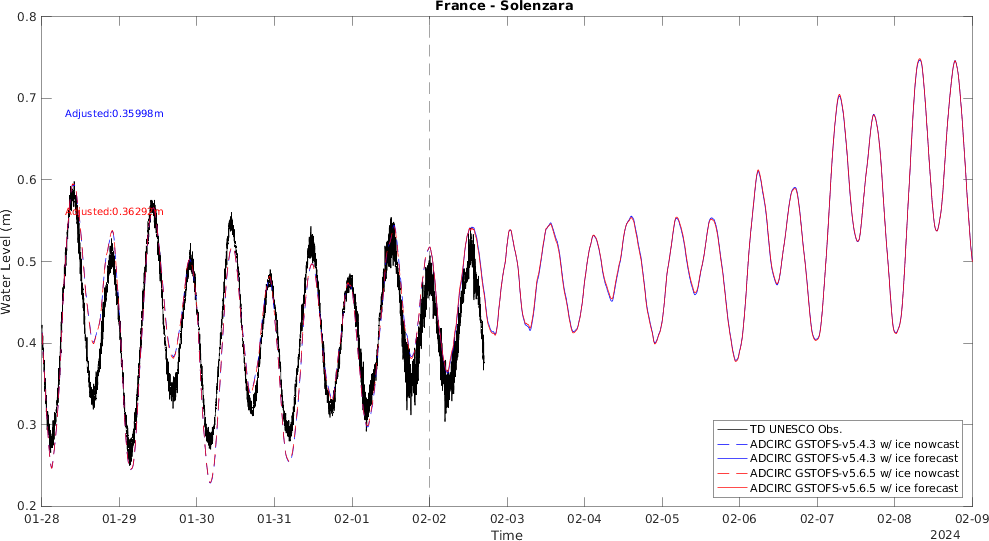 France - Solenzara
0.8
0.7
0.6
0.5
0.4
0.3
0.2
Water Level (m)
Adjusted:0.35998m
Adjusted:0.36292m
TD UNESCO Obs.
ADCIRC GSTOFS-v5.4.3 w/ ice nowcast
ADCIRC GSTOFS-v5.4.3 w/ ice forecast
ADCIRC GSTOFS-v5.6.5 w/ ice nowcast
ADCIRC GSTOFS-v5.6.5 w/ ice forecast
01-28 01-29 01-30 01-31 02-01 02-02 02-03 02-04 02-05 02-06 02-07 02-08 02-09
Time
2024